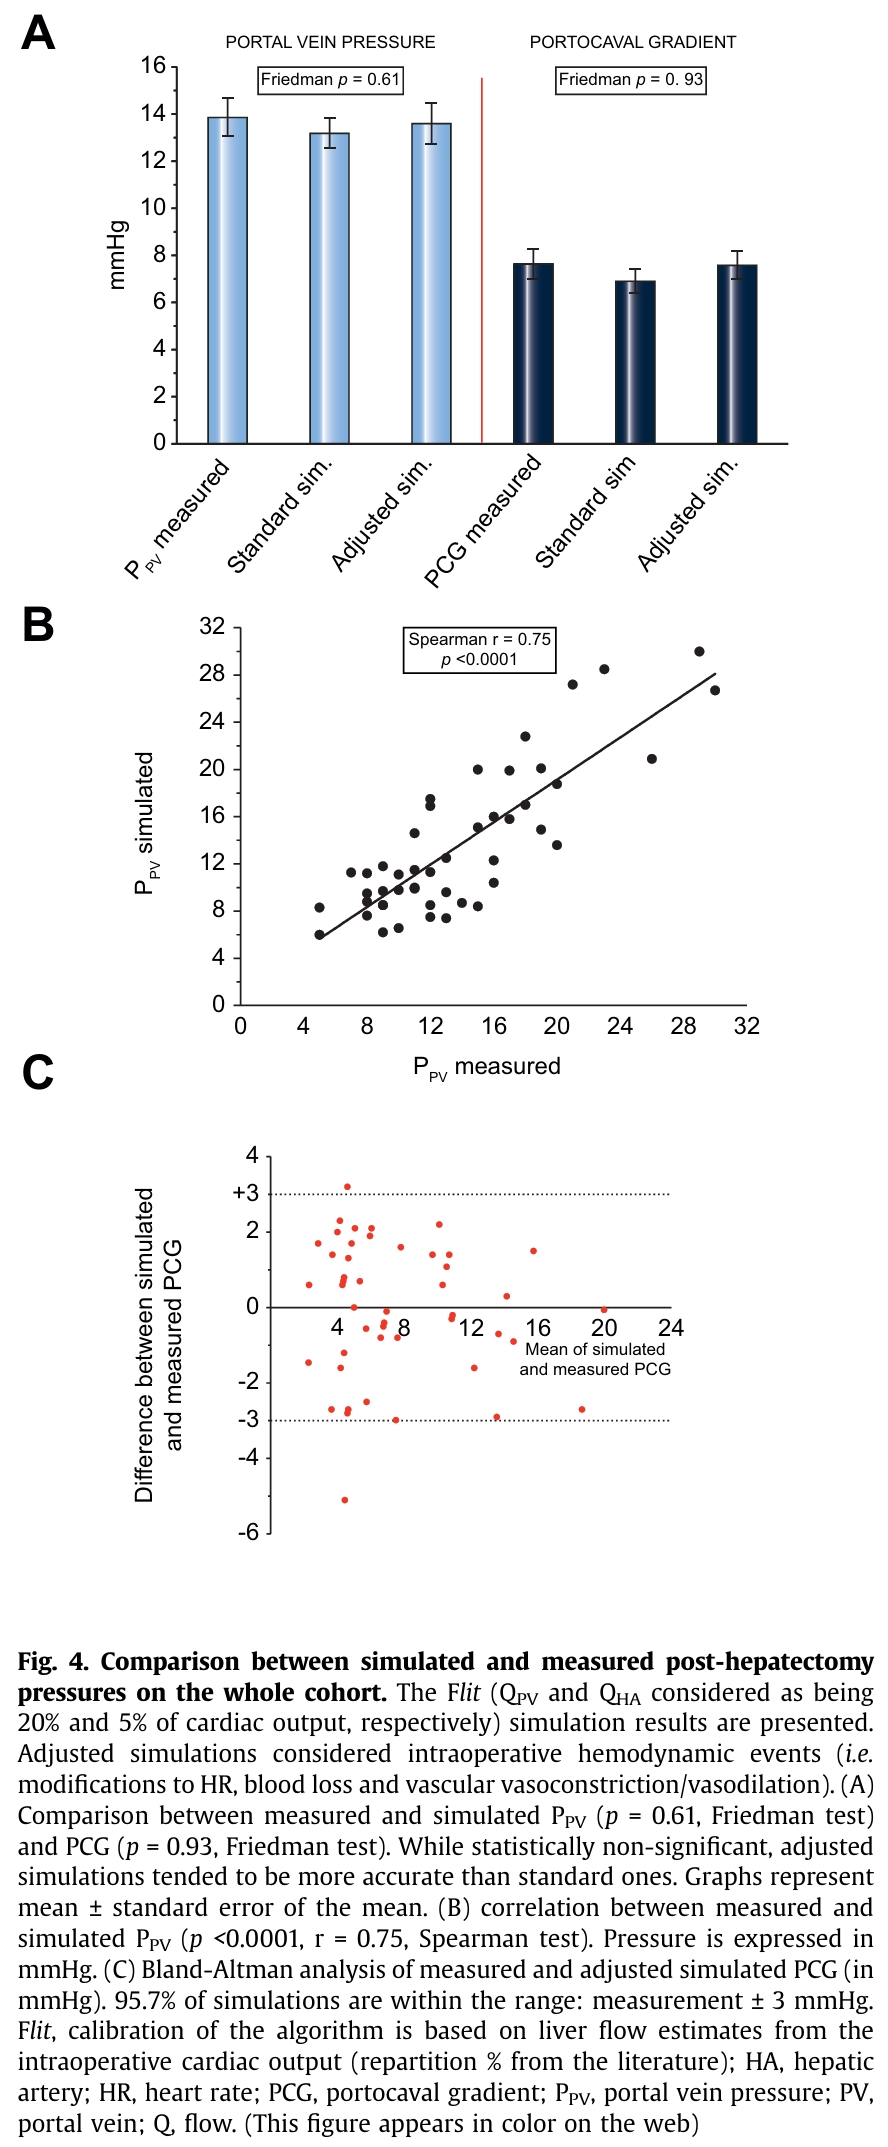 A
PORTAL VEIN PRESSURE
PORTOCAVAL GRADIENT
Friedman p = 0.61
Friedman p = 0. 93
16
14
12
10
8
6
4
2
0
mmHg
PPV measured
Standard sim.
Adjusted sim.
PCG measured
Standard sim
Adjusted sim.
B
Spearman r = 0.75
p <0.0001
32
28
24
20
16
12
8
4
0
PPV simulated
0 4 8 12 16 20 24 28 32
PPV measured
C
4
+3
2
0
-2
-3
-4
-6
Difference between simulated
and measured PCG
4 8 12 16 20 24
Mean of simulated
and measured PCG
Fig. 4. Comparison between simulated and measured post-hepatectomy
pressures on the whole cohort. The Flit (QPV and QHA considered as being
20% and 5% of cardiac output, respectively) simulation results are presented.
Adjusted simulations considered intraoperative hemodynamic events (i.e.
modifications to HR, blood loss and vascular vasoconstriction/vasodilation). (A)
Comparison between measured and simulated PPV (p = 0.61, Friedman test)
and PCG (p = 0.93, Friedman test). While statistically non-significant, adjusted
simulations tended to be more accurate than standard ones. Graphs represent
mean ± standard error of the mean. (B) correlation between measured and
simulated PPV (p <0.0001, r = 0.75, Spearman test). Pressure is expressed in
mmHg. (C) Bland-Altman analysis of measured and adjusted simulated PCG (in
mmHg). 95.7% of simulations are within the range: measurement ± 3 mmHg.
Flit, calibration of the algorithm is based on liver flow estimates from the
intraoperative cardiac output (repartition % from the literature); HA, hepatic
artery; HR, heart rate; PCG, portocaval gradient; PPV, portal vein pressure; PV,
portal vein; Q, flow. (This figure appears in color on the web)